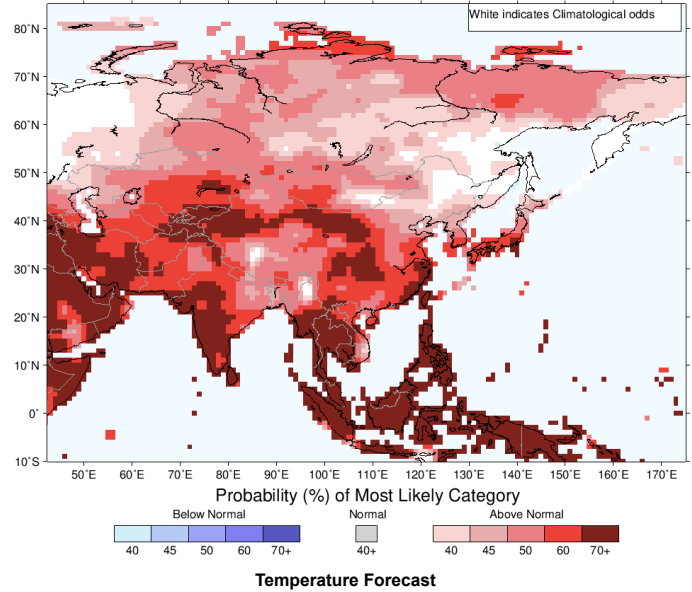 White indicates Climatological odds
80°N
70°N
60°N
50°N
40°N
30°N
20°N
10°N
0°
10°S
50°E 60°E 70°E 80°E 90°E 100°E 110°E 120°E 130°E 140°E 150°E 160°E 170°E
Probability (%) of Most Likely Category
Below Normal Normal Above Normal
40 45 50 60 70+ 40+ 40 45 50 60 70+
Temperature Forecast